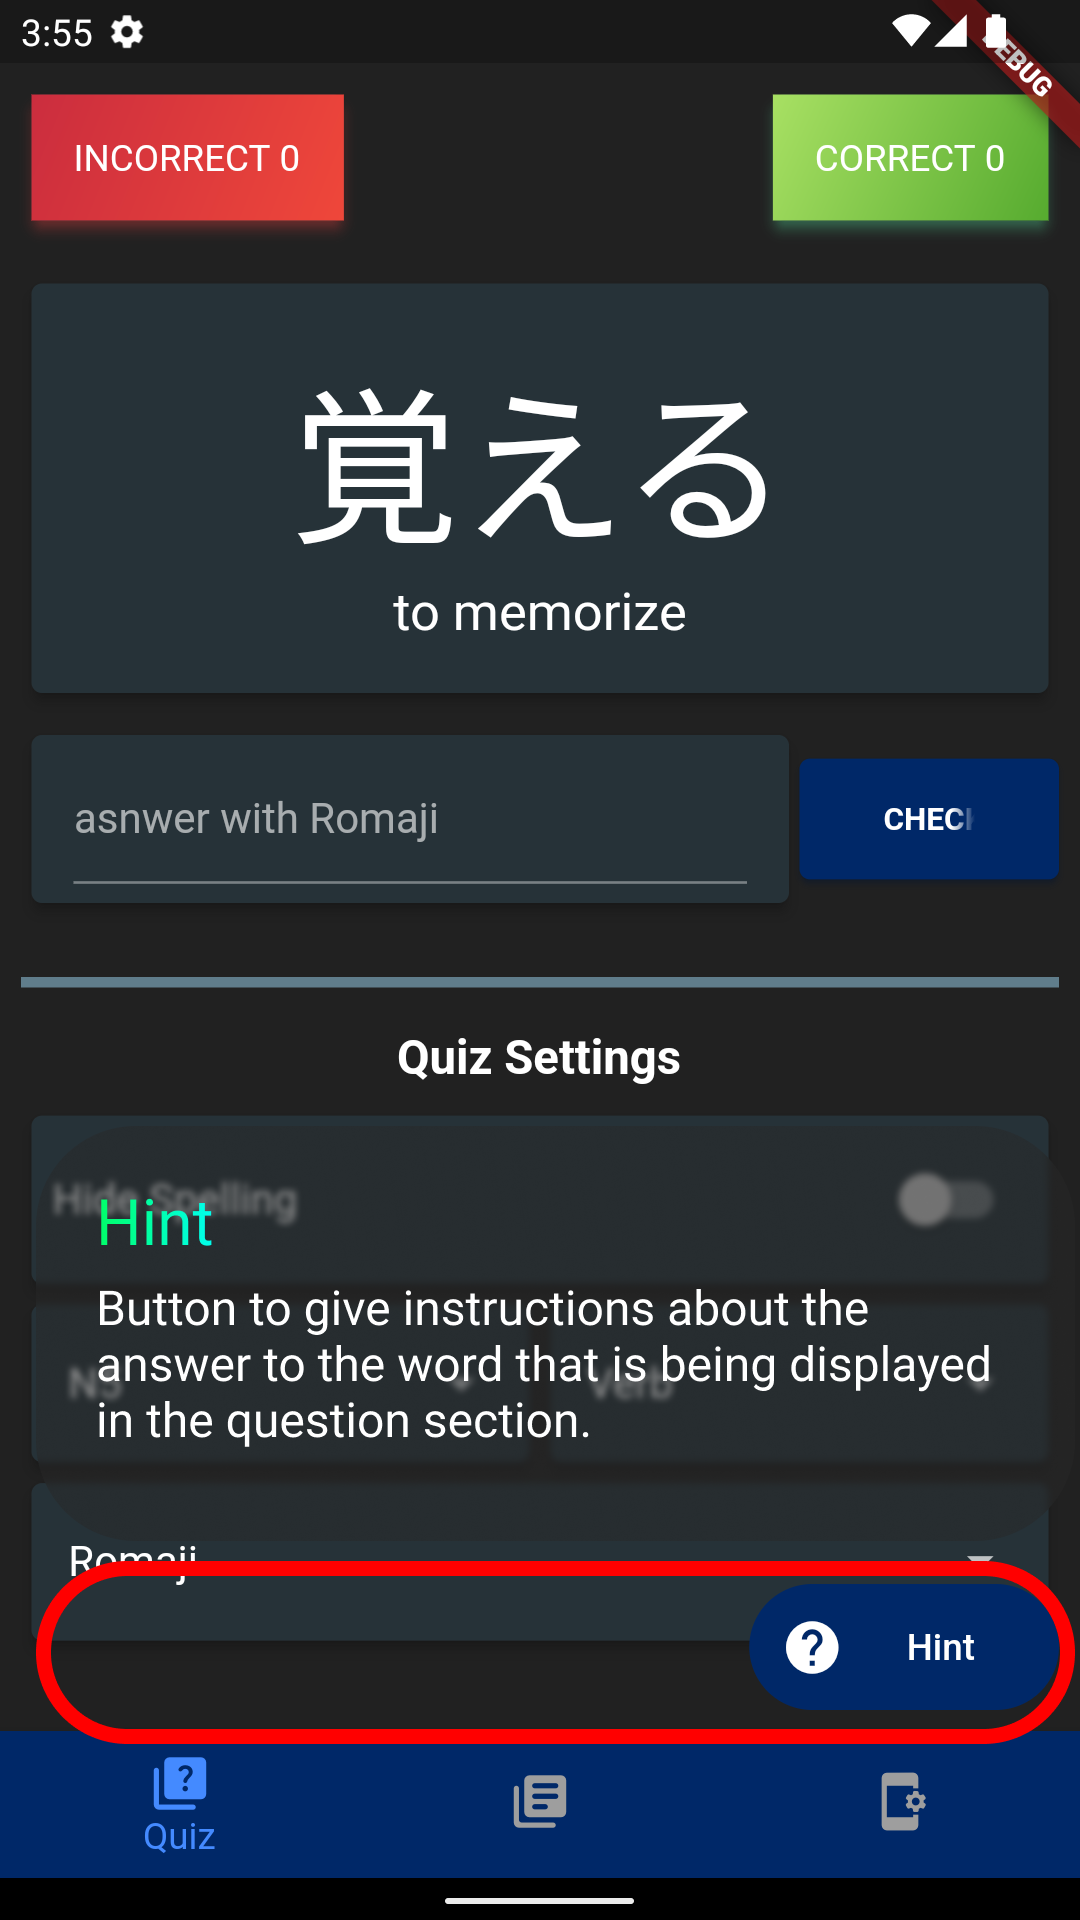 3:55
DEBUG
INCORRECT 0
CORRECT 0
覚える
to memorize
asnwer with Romaji
CHECK
Quiz Settings
Hide Spelling
Hint
Button to give instructions about the
answer to the word that is being displayed
in the question section.
N5
Verb
Romaji
Hint
Quiz